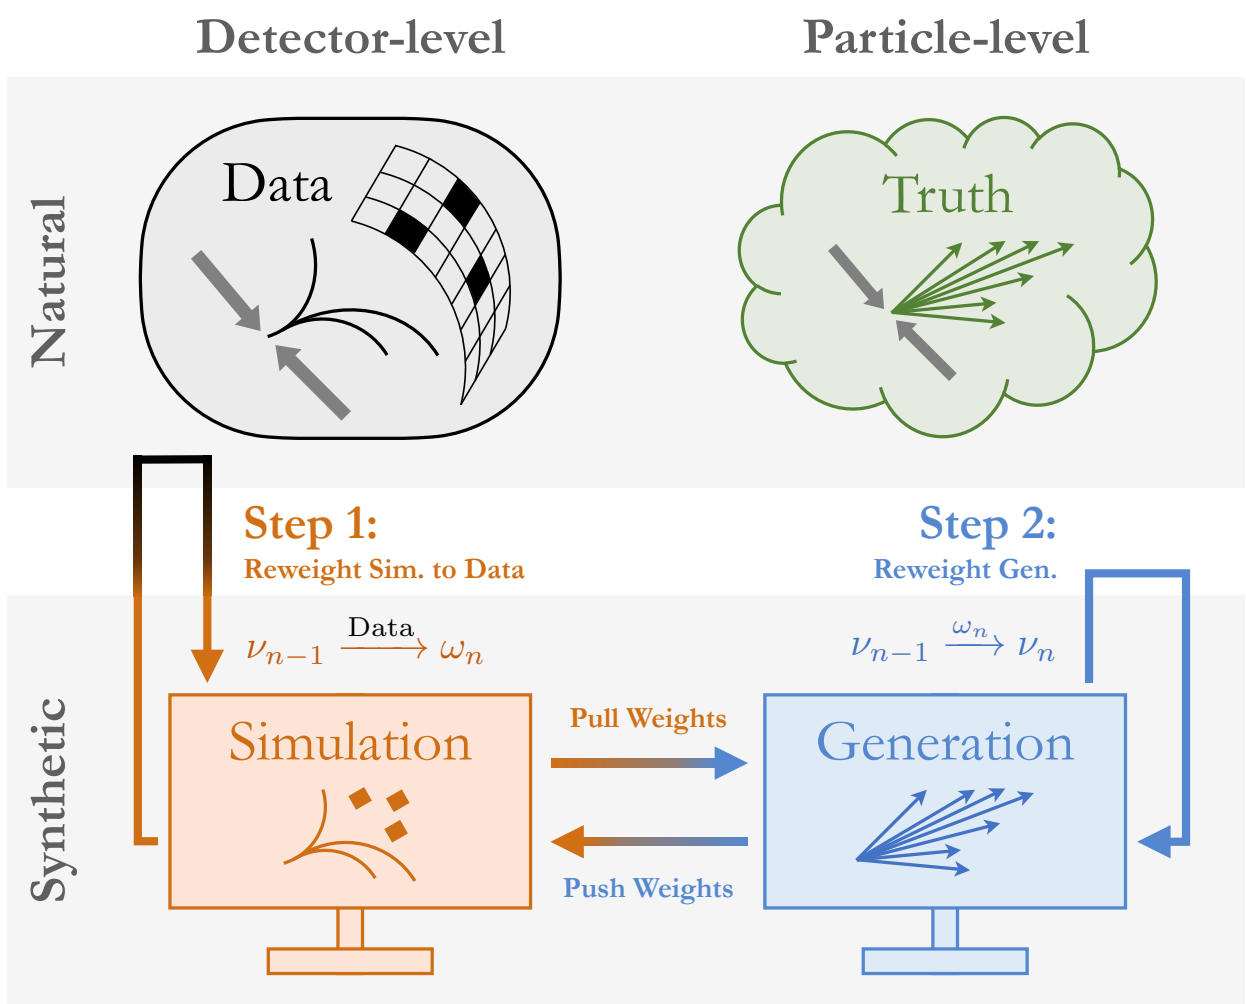 Detector-level
Particle-level
Natural
Data
Truth
Step 1:
Reweight Sim. to Data
Step 2:
Reweight Gen.
Synthetic
νₙ₋₁ Data⟶ ωₙ
νₙ₋₁ ωₙ⟶ νₙ
Simulation
Pull Weights
Push Weights
Generation